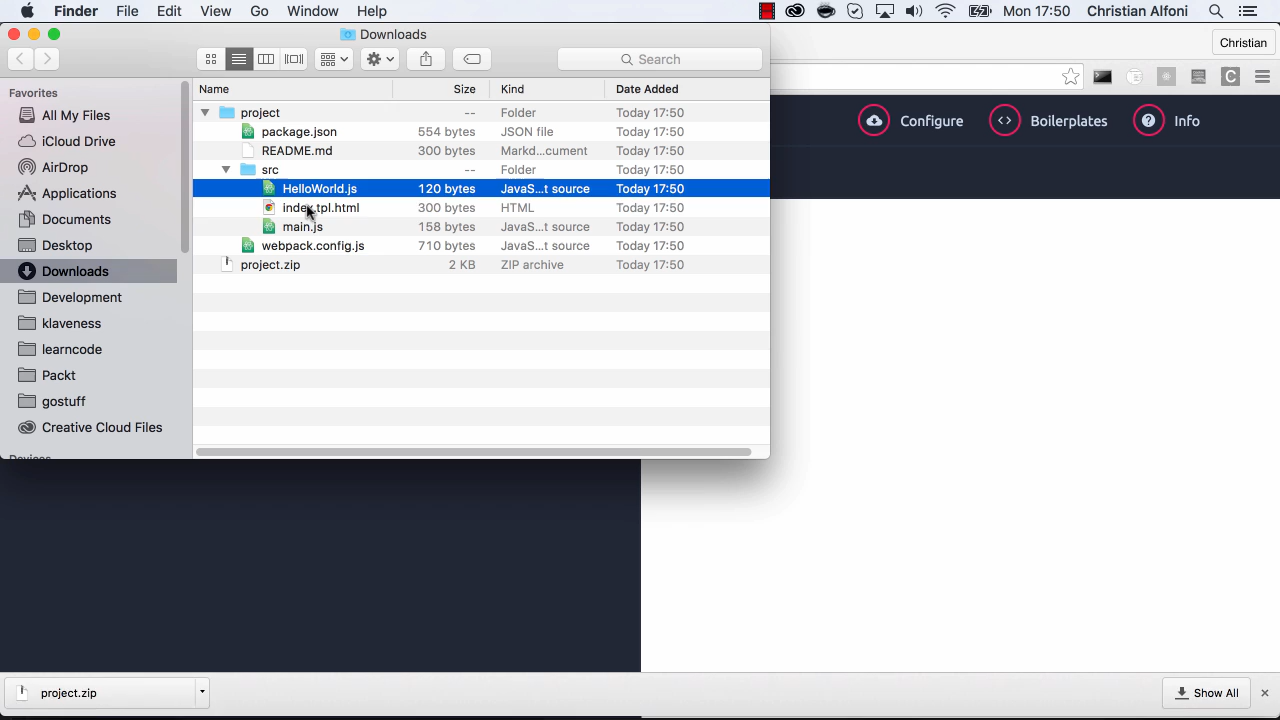 Finder File Edit View Go Window Help Mon 17:50 Christian Alfoni
Downloads
Christian
Search
Favorites
All My Files
iCloud Drive
AirDrop
Applications
Documents
Desktop
Downloads
Development
klaveness
learncode
Packt
gostuff
Creative Cloud Files
Name Size Kind Date Added
project -- Folder Today 17:50
package.json 554 bytes JSON file Today 17:50
README.md 300 bytes Markd...cument Today 17:50
src -- Folder Today 17:50
HelloWorld.js 120 bytes JavaS...t source Today 17:50
index.tpl.html 300 bytes HTML Today 17:50
main.js 158 bytes JavaS...t source Today 17:50
webpack.config.js 710 bytes JavaS...t source Today 17:50
project.zip 2 KB ZIP archive Today 17:50
Configure Boilerplates Info
project.zip
Show All